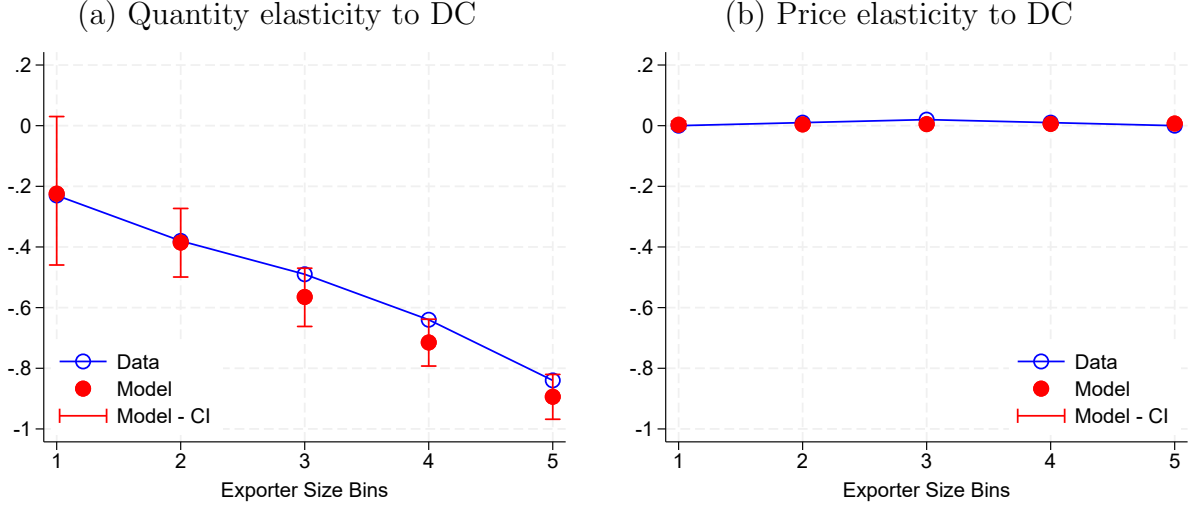 (a) Quantity elasticity to DC
.2
0
-.2
-.4
-.6
-.8
-1
Data
Model
Model - CI
1 2 3 4 5
Exporter Size Bins
(b) Price elasticity to DC
.2
0
-.2
-.4
-.6
-.8
-1
Data
Model
Model - CI
1 2 3 4 5
Exporter Size Bins